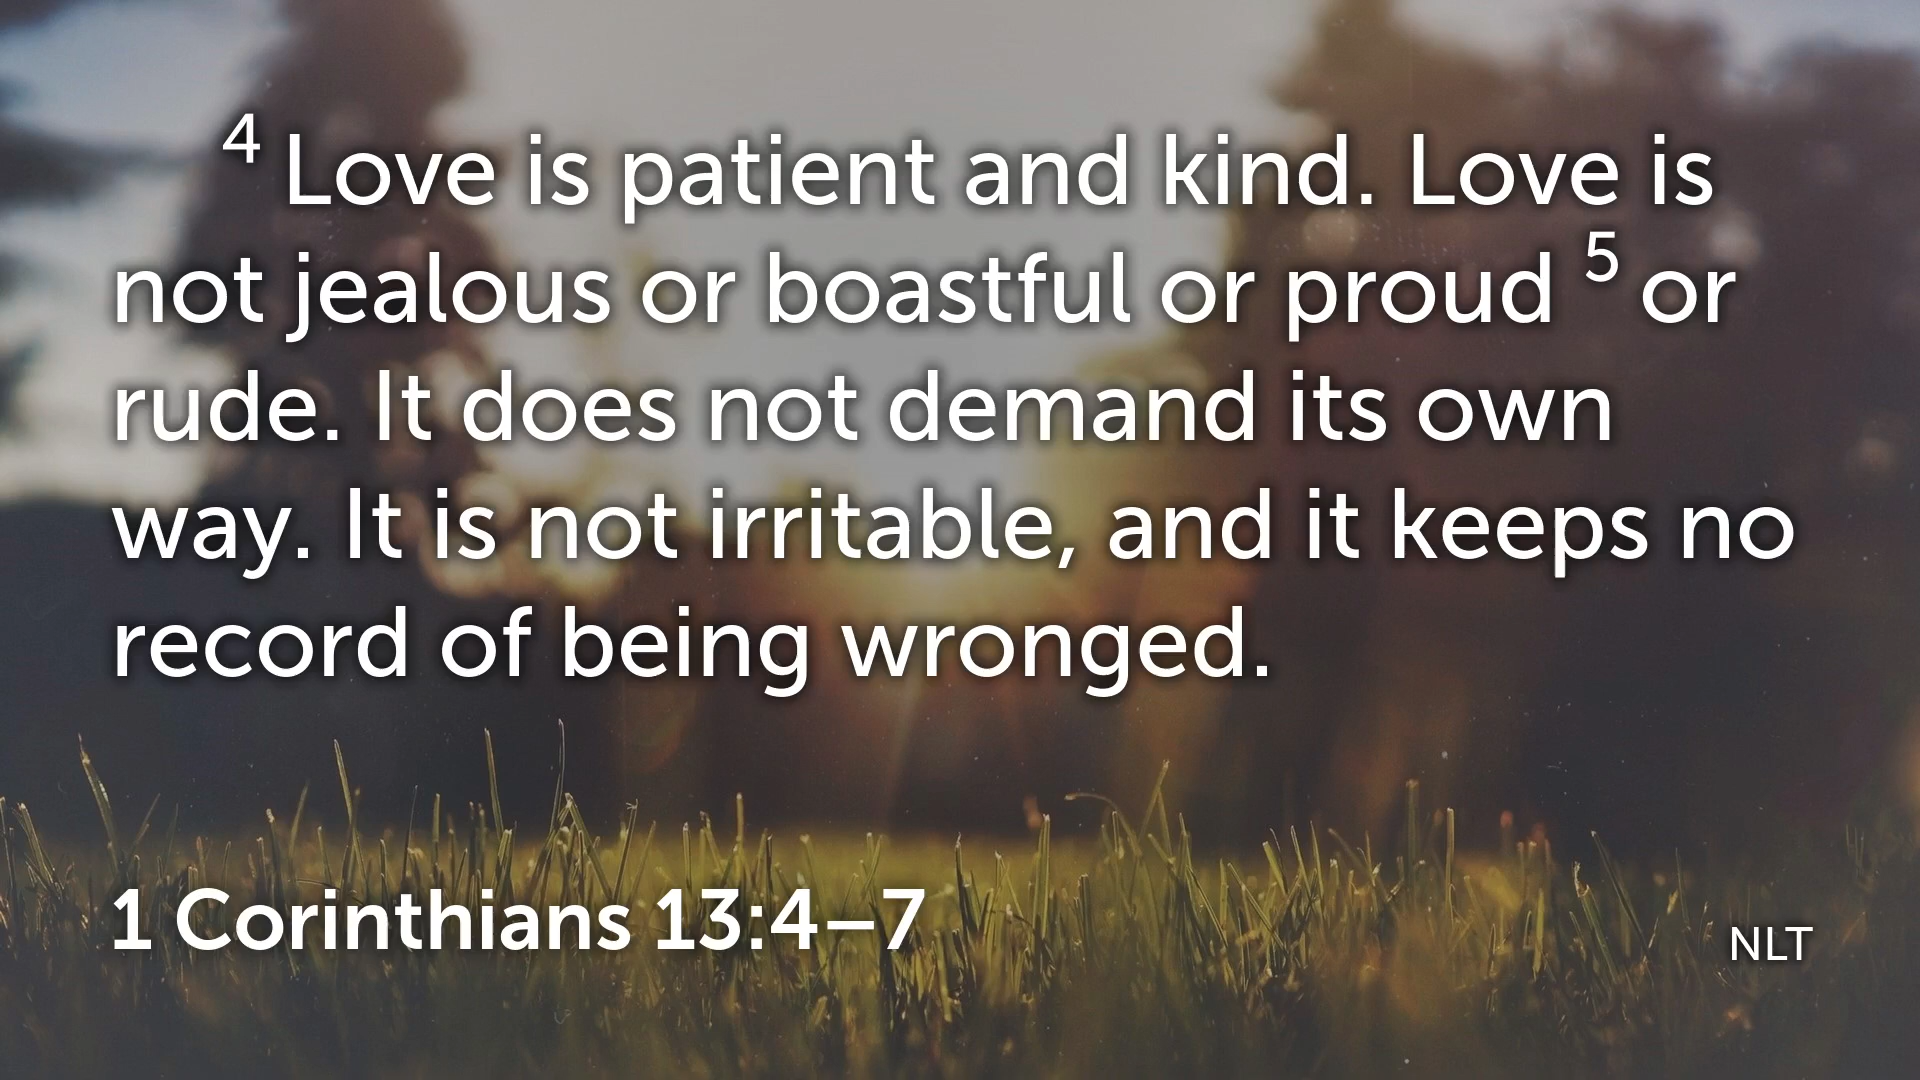 4 Love is patient and kind. Love is
not jealous or boastful or proud 5 or
rude. It does not demand its own
way. It is not irritable, and it keeps no
record of being wronged.
1 Corinthians 13:4–7
NLT